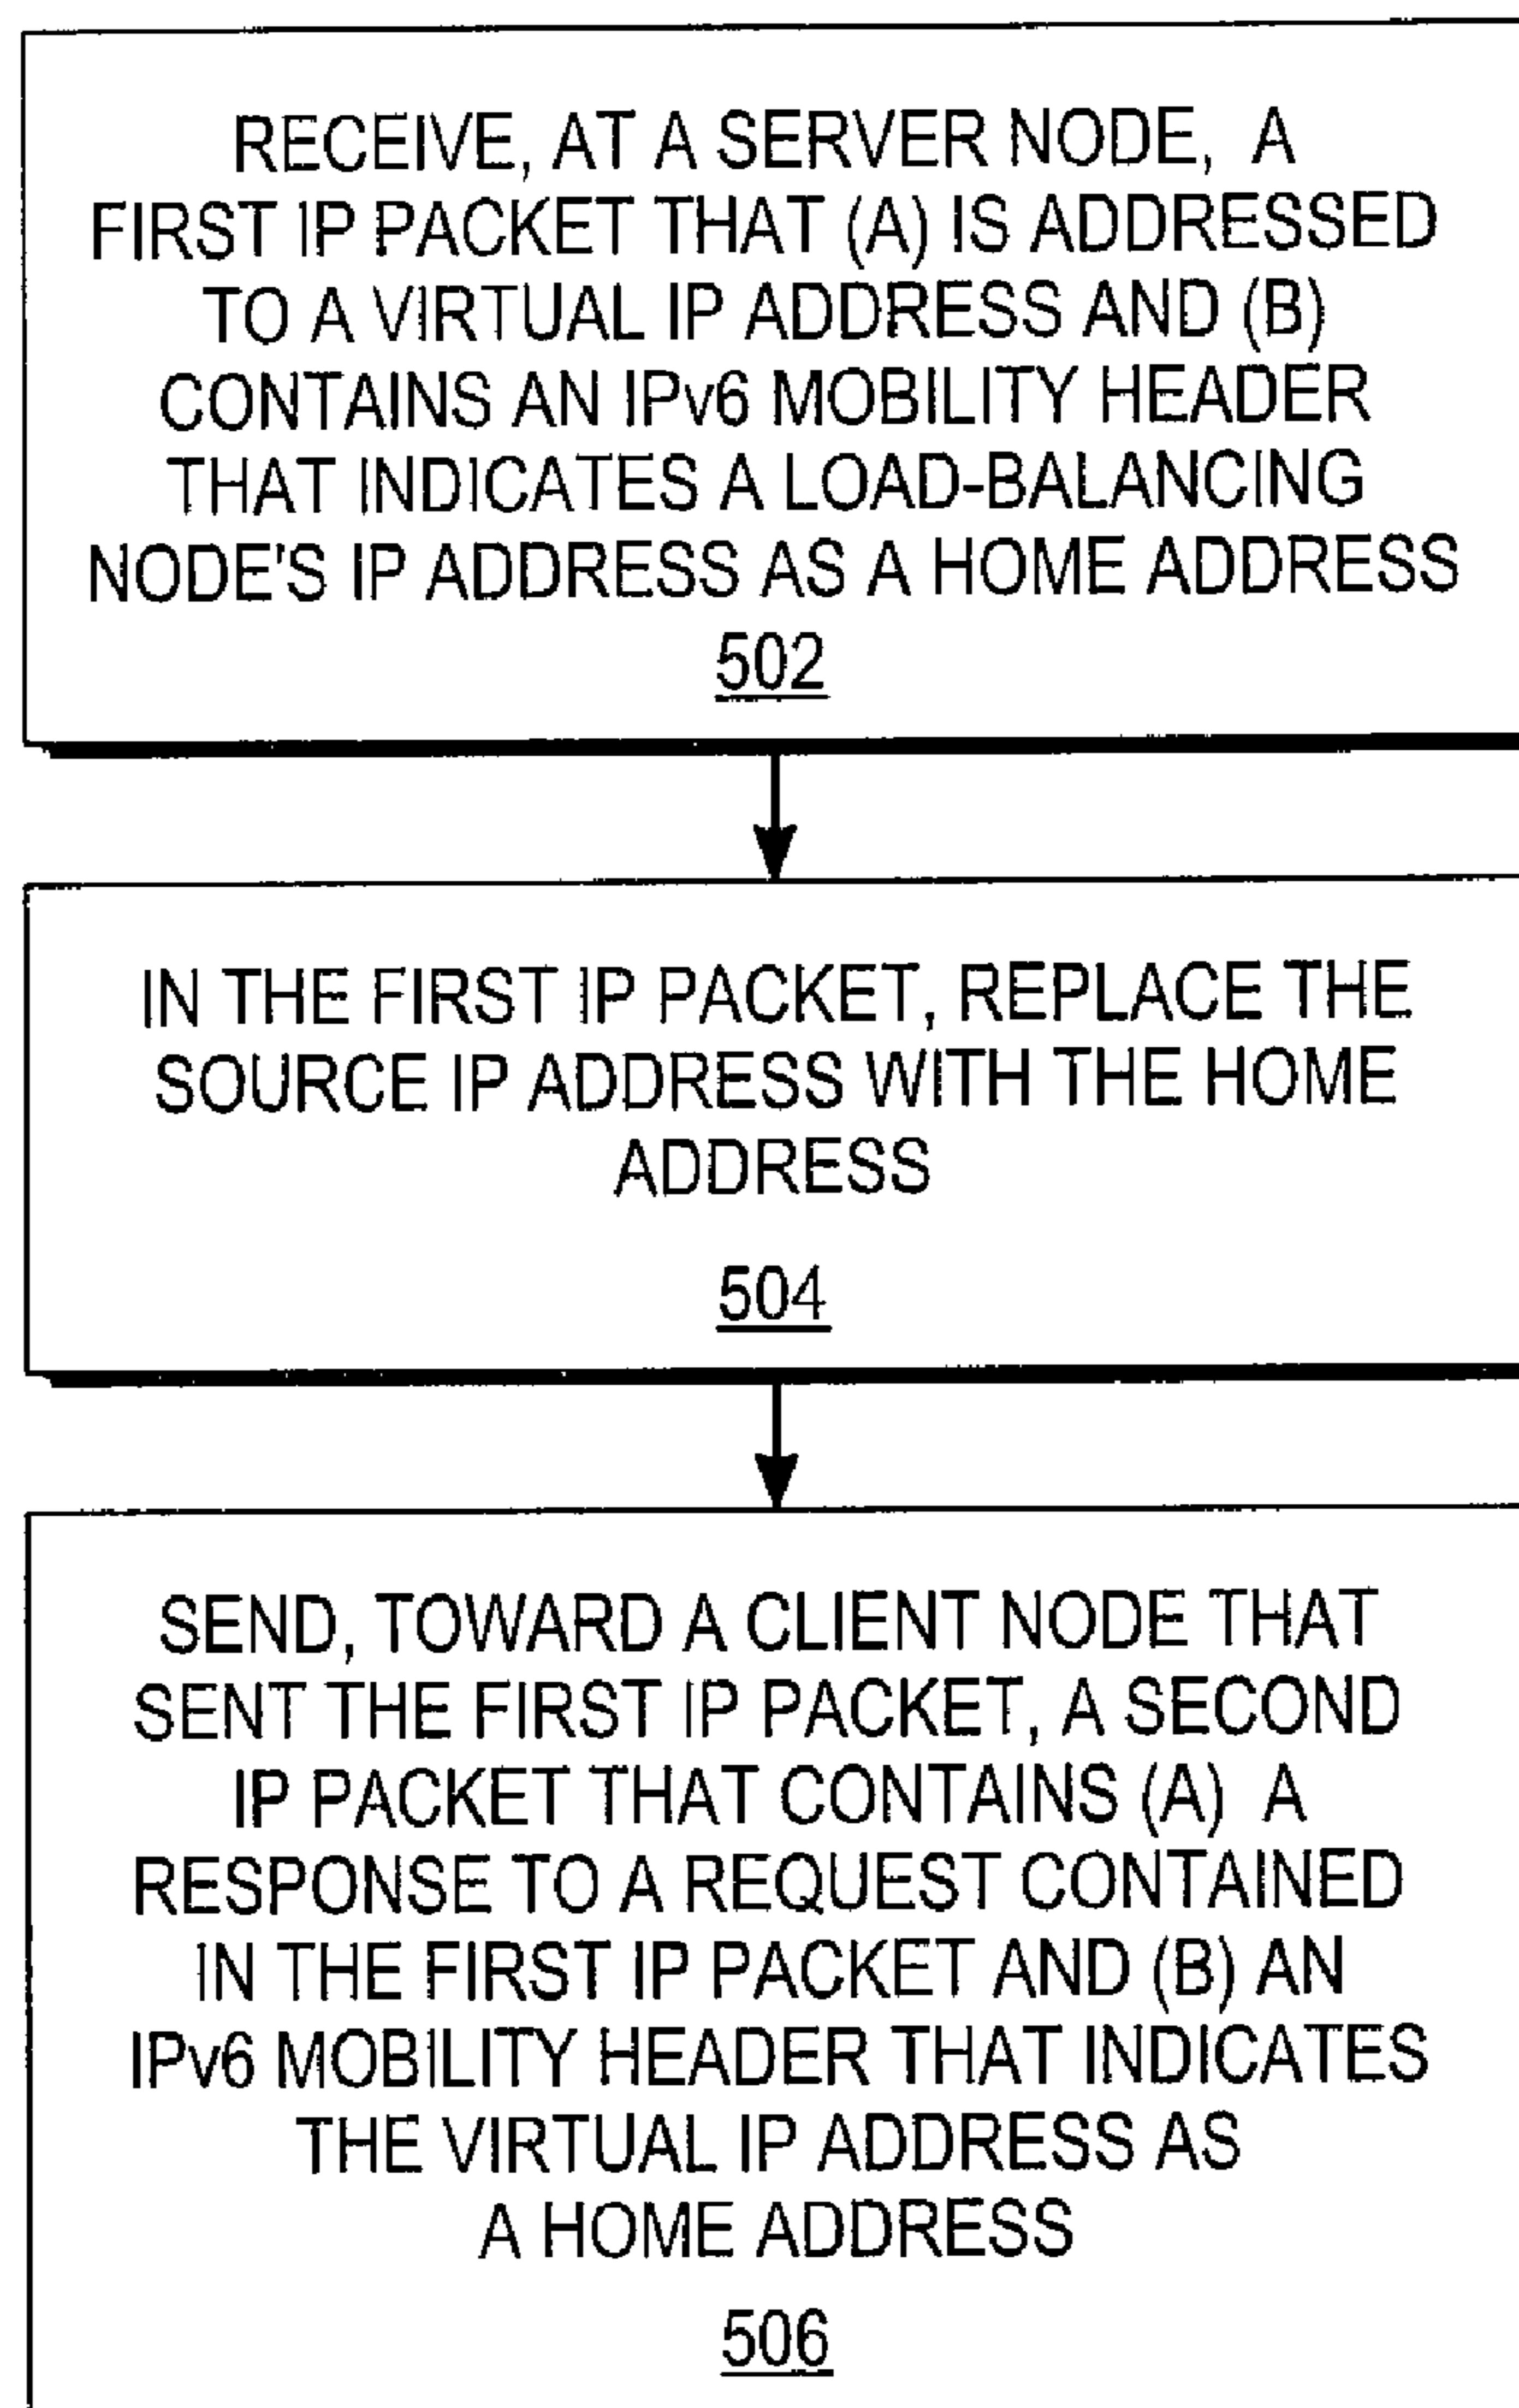 RECEIVE, AT A SERVER NODE, A
FIRST IP PACKET THAT (A) IS ADDRESSED
TO A VIRTUAL IP ADDRESS AND (B)
CONTAINS AN IPv6 MOBILITY HEADER
THAT INDICATES A LOAD-BALANCING
NODE'S IP ADDRESS AS A HOME ADDRESS
502
IN THE FIRST IP PACKET, REPLACE THE
SOURCE IP ADDRESS WITH THE HOME
ADDRESS
504
SEND, TOWARD A CLIENT NODE THAT
SENT THE FIRST IP PACKET, A SECOND
IP PACKET THAT CONTAINS (A) A
RESPONSE TO A REQUEST CONTAINED
IN THE FIRST IP PACKET AND (B) AN
IPv6 MOBILITY HEADER THAT INDICATES
THE VIRTUAL IP ADDRESS AS
A HOME ADDRESS
506